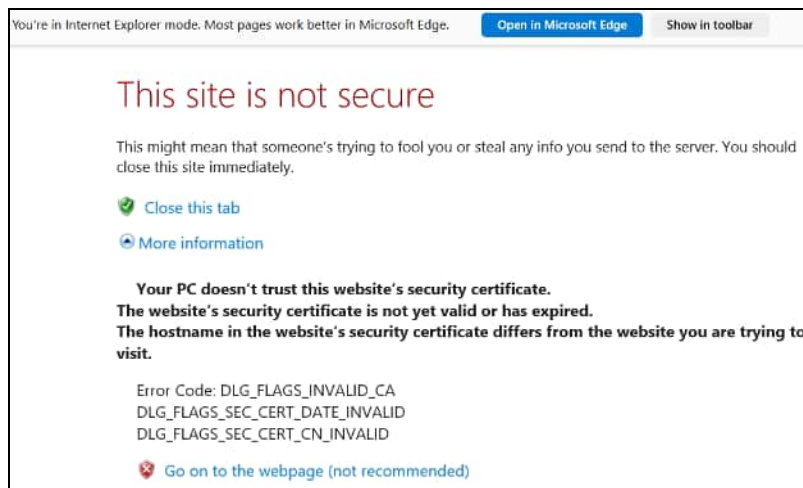 You're in Internet Explorer mode. Most pages work better in Microsoft Edge. Open in Microsoft Edge Show in toolbar
This site is not secure
This might mean that someone's trying to fool you or steal any info you send to the server. You should
close this site immediately.
Close this tab
More information
Your PC doesn't trust this website's security certificate.
The website's security certificate is not yet valid or has expired.
The hostname in the website's security certificate differs from the website you are trying to
visit.
Error Code: DLG_FLAGS_INVALID_CA
DLG_FLAGS_SEC_CERT_DATE_INVALID
DLG_FLAGS_SEC_CERT_CN_INVALID
Go on to the webpage (not recommended)